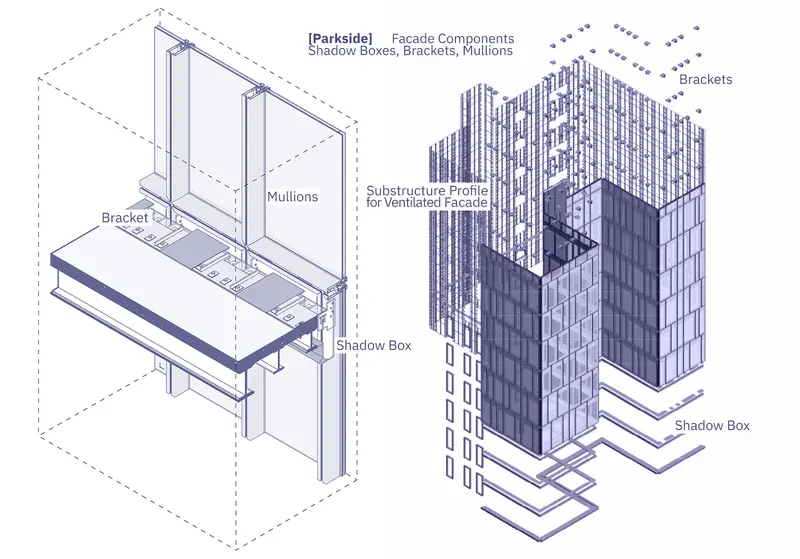 [Parkside] Facade Components
Shadow Boxes, Brackets, Mullions
Brackets
Mullions
Substructure Profile
for Ventilated Facade
Bracket
Shadow Box
Shadow Box